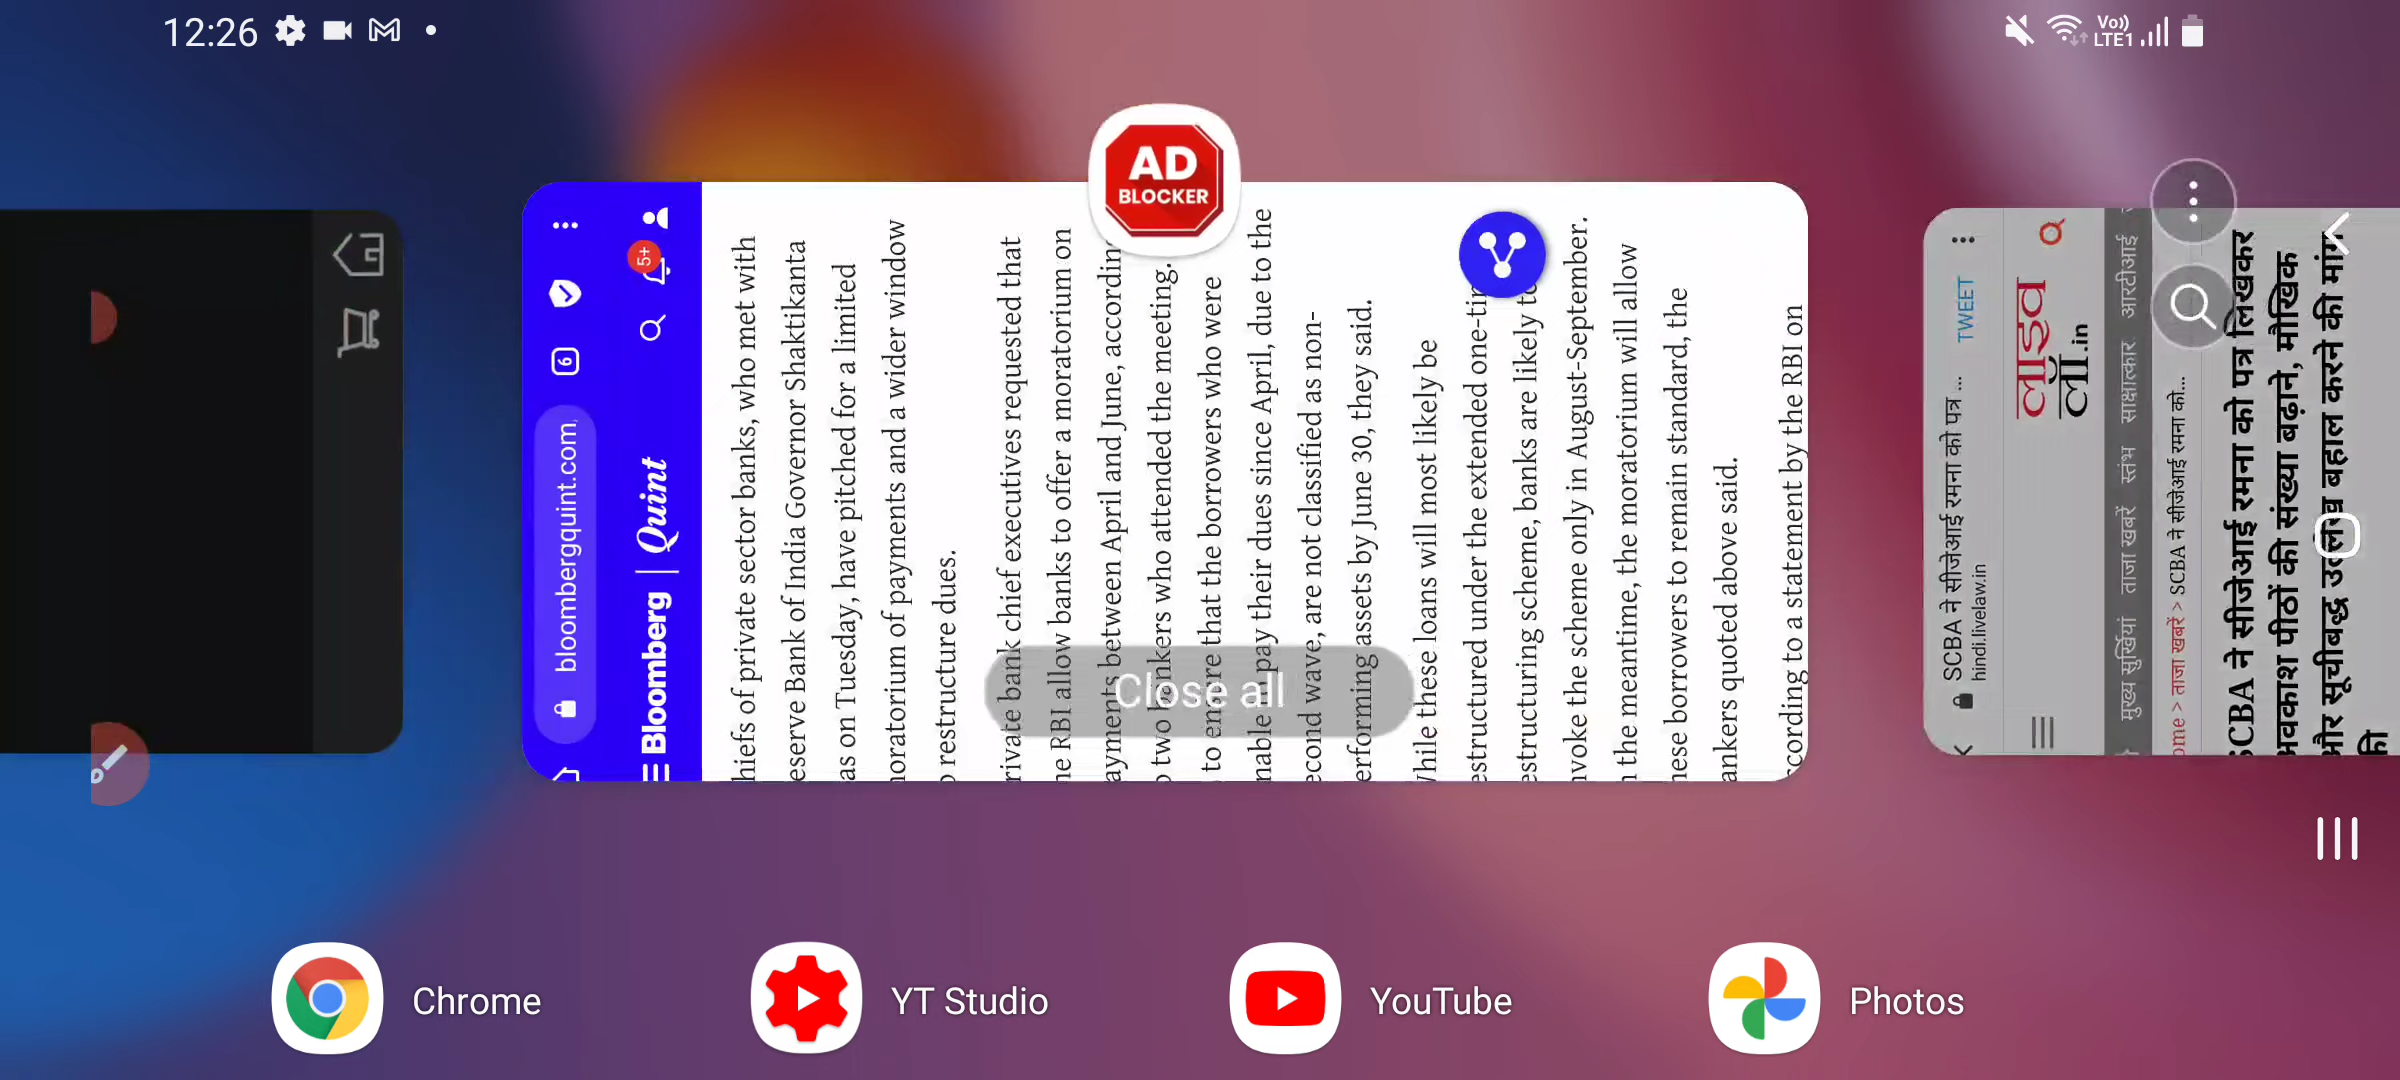 12:26
Vo))
LTE1
AD
BLOCKER
6
bloombergquint.com
5+
Bloomberg | Quint
hiefs of private sector banks, who met with
eserve Bank of India Governor Shaktikanta
as on Tuesday, have pitched for a limited
oratorium of payments and a wider window
restructure dues.
rivate bank chief executives requested that
he RBI allow banks to offer a moratorium on
ayments between April and June, according
two bankers who attended the meeting.
to ensure that the borrowers who were
nable to pay their dues since April, due to the
econd wave, are not classified as non-
erforming assets by June 30, they said.
hile these loans will most likely be
estructured under the extended one-tim
estructuring scheme, banks are likely to
nvoke the scheme only in August-September.
n the meantime, the moratorium will allow
hese borrowers to remain standard, the
ankers quoted above said.
ccording to a statement by the RBI on
Close all
SCBA ने सीजेआई रमना को पत्र ...
hindi.livelaw.in
TWEET
लाइव
लॉ.in
मुख्य सुर्खियां ताजा खबरें स्तंभ साक्षात्कार आरटीआई
ome > ताजा खबरें > SCBA ने सीजेआई रमना को...
SCBA ने सीजेआई रमना को पत्र लिखकर
अवकाश पीठों की संख्या बढ़ाने, मौखिक
और सूचीबद्ध उल्लेख बहाल करने की मांग
की
Chrome
YT Studio
YouTube
Photos